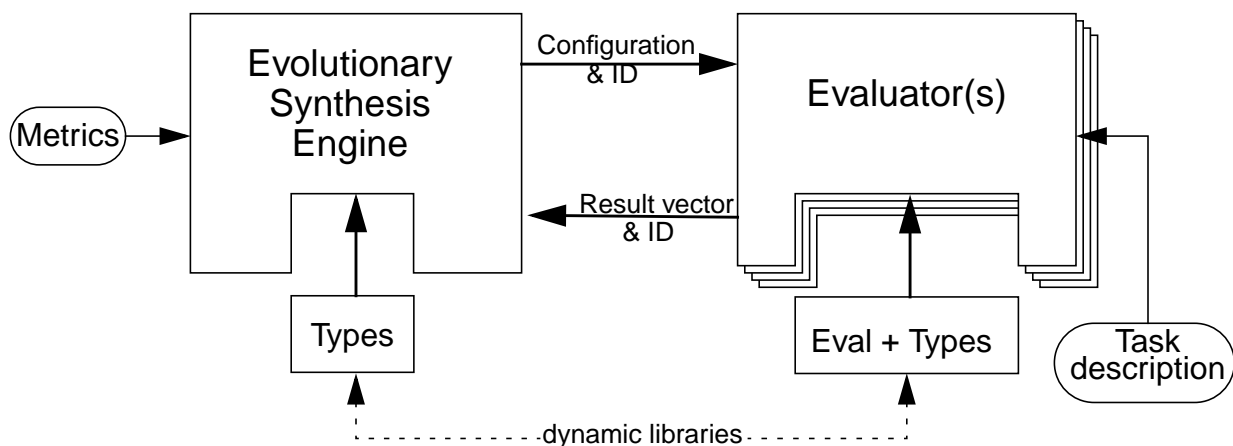 Evolutionary
Synthesis
Engine
Metrics
Configuration
& ID
Evaluator(s)
Result vector
& ID
Types
Eval + Types
Task
description
dynamic libraries